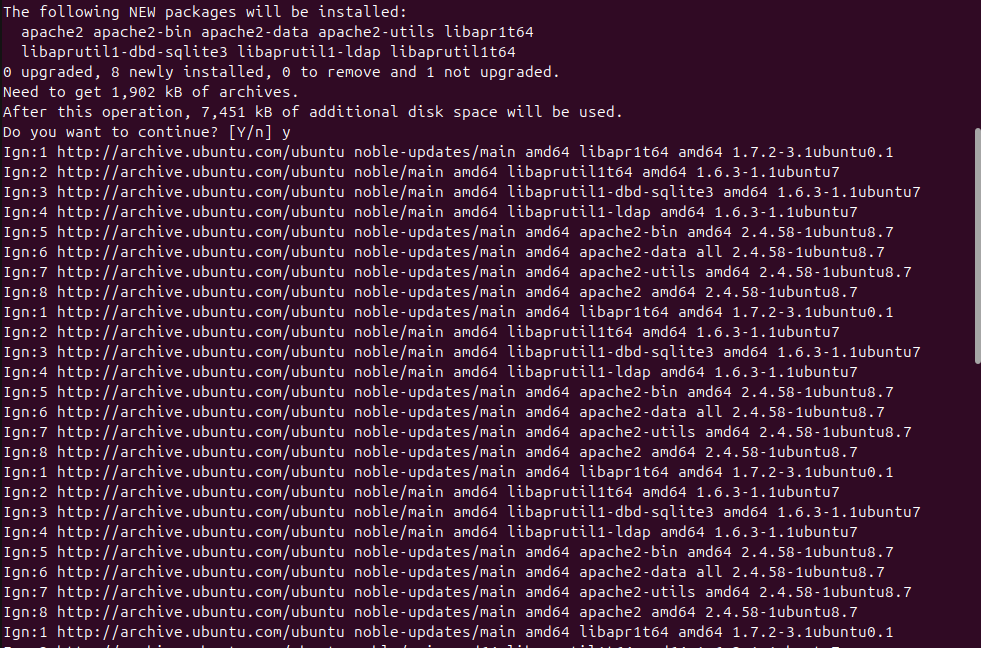 The following NEW packages will be installed:
  apache2 apache2-bin apache2-data apache2-utils libapr1t64
  libaprutil1-dbd-sqlite3 libaprutil1-ldap libaprutil1t64
0 upgraded, 8 newly installed, 0 to remove and 1 not upgraded.
Need to get 1,902 kB of archives.
After this operation, 7,451 kB of additional disk space will be used.
Do you want to continue? [Y/n] y
Ign:1 http://archive.ubuntu.com/ubuntu noble-updates/main amd64 libapr1t64 amd64 1.7.2-3.1ubuntu0.1
Ign:2 http://archive.ubuntu.com/ubuntu noble/main amd64 libaprutil1t64 amd64 1.6.3-1.1ubuntu7
Ign:3 http://archive.ubuntu.com/ubuntu noble/main amd64 libaprutil1-dbd-sqlite3 amd64 1.6.3-1.1ubuntu7
Ign:4 http://archive.ubuntu.com/ubuntu noble/main amd64 libaprutil1-ldap amd64 1.6.3-1.1ubuntu7
Ign:5 http://archive.ubuntu.com/ubuntu noble-updates/main amd64 apache2-bin amd64 2.4.58-1ubuntu8.7
Ign:6 http://archive.ubuntu.com/ubuntu noble-updates/main amd64 apache2-data all 2.4.58-1ubuntu8.7
Ign:7 http://archive.ubuntu.com/ubuntu noble-updates/main amd64 apache2-utils amd64 2.4.58-1ubuntu8.7
Ign:8 http://archive.ubuntu.com/ubuntu noble-updates/main amd64 apache2 amd64 2.4.58-1ubuntu8.7
Ign:1 http://archive.ubuntu.com/ubuntu noble-updates/main amd64 libapr1t64 amd64 1.7.2-3.1ubuntu0.1
Ign:2 http://archive.ubuntu.com/ubuntu noble/main amd64 libaprutil1t64 amd64 1.6.3-1.1ubuntu7
Ign:3 http://archive.ubuntu.com/ubuntu noble/main amd64 libaprutil1-dbd-sqlite3 amd64 1.6.3-1.1ubuntu7
Ign:4 http://archive.ubuntu.com/ubuntu noble/main amd64 libaprutil1-ldap amd64 1.6.3-1.1ubuntu7
Ign:5 http://archive.ubuntu.com/ubuntu noble-updates/main amd64 apache2-bin amd64 2.4.58-1ubuntu8.7
Ign:6 http://archive.ubuntu.com/ubuntu noble-updates/main amd64 apache2-data all 2.4.58-1ubuntu8.7
Ign:7 http://archive.ubuntu.com/ubuntu noble-updates/main amd64 apache2-utils amd64 2.4.58-1ubuntu8.7
Ign:8 http://archive.ubuntu.com/ubuntu noble-updates/main amd64 apache2 amd64 2.4.58-1ubuntu8.7
Ign:1 http://archive.ubuntu.com/ubuntu noble-updates/main amd64 libapr1t64 amd64 1.7.2-3.1ubuntu0.1
Ign:2 http://archive.ubuntu.com/ubuntu noble/main amd64 libaprutil1t64 amd64 1.6.3-1.1ubuntu7
Ign:3 http://archive.ubuntu.com/ubuntu noble/main amd64 libaprutil1-dbd-sqlite3 amd64 1.6.3-1.1ubuntu7
Ign:4 http://archive.ubuntu.com/ubuntu noble/main amd64 libaprutil1-ldap amd64 1.6.3-1.1ubuntu7
Ign:5 http://archive.ubuntu.com/ubuntu noble-updates/main amd64 apache2-bin amd64 2.4.58-1ubuntu8.7
Ign:6 http://archive.ubuntu.com/ubuntu noble-updates/main amd64 apache2-data all 2.4.58-1ubuntu8.7
Ign:7 http://archive.ubuntu.com/ubuntu noble-updates/main amd64 apache2-utils amd64 2.4.58-1ubuntu8.7
Ign:8 http://archive.ubuntu.com/ubuntu noble-updates/main amd64 apache2 amd64 2.4.58-1ubuntu8.7
Ign:1 http://archive.ubuntu.com/ubuntu noble-updates/main amd64 libapr1t64 amd64 1.7.2-3.1ubuntu0.1